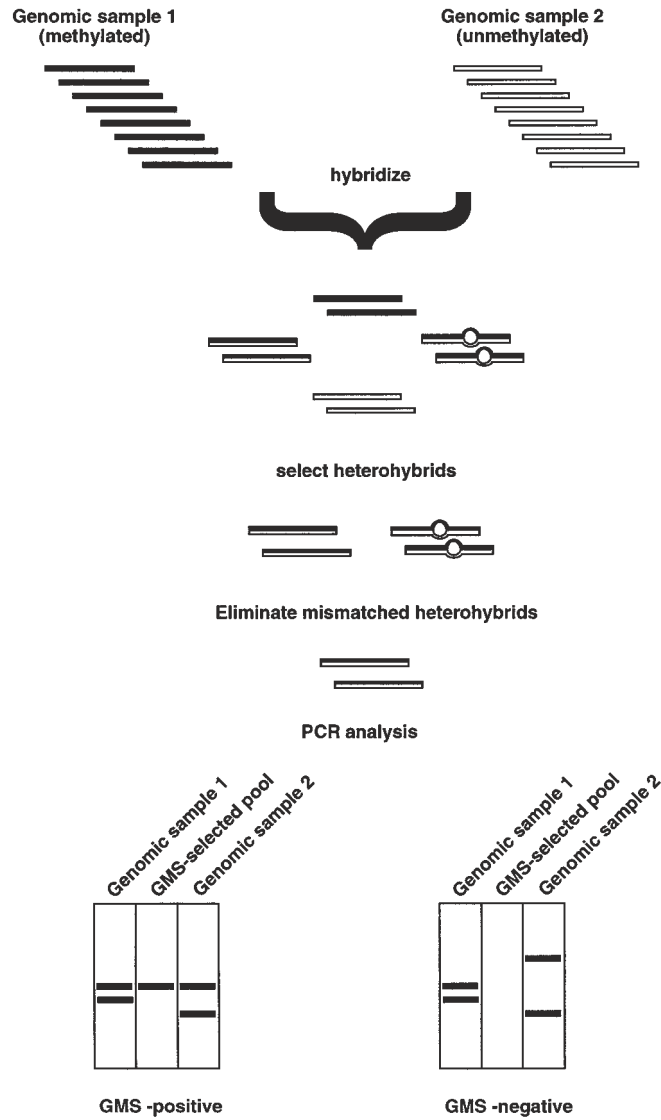 Genomic sample 1
(methylated)
Genomic sample 2
(unmethylated)
hybridize
select heterohybrids
Eliminate mismatched heterohybrids
PCR analysis
Genomic sample 1
GMS-selected pool
Genomic sample 2
Genomic sample 1
GMS-selected pool
Genomic sample 2
GMS -positive
GMS -negative